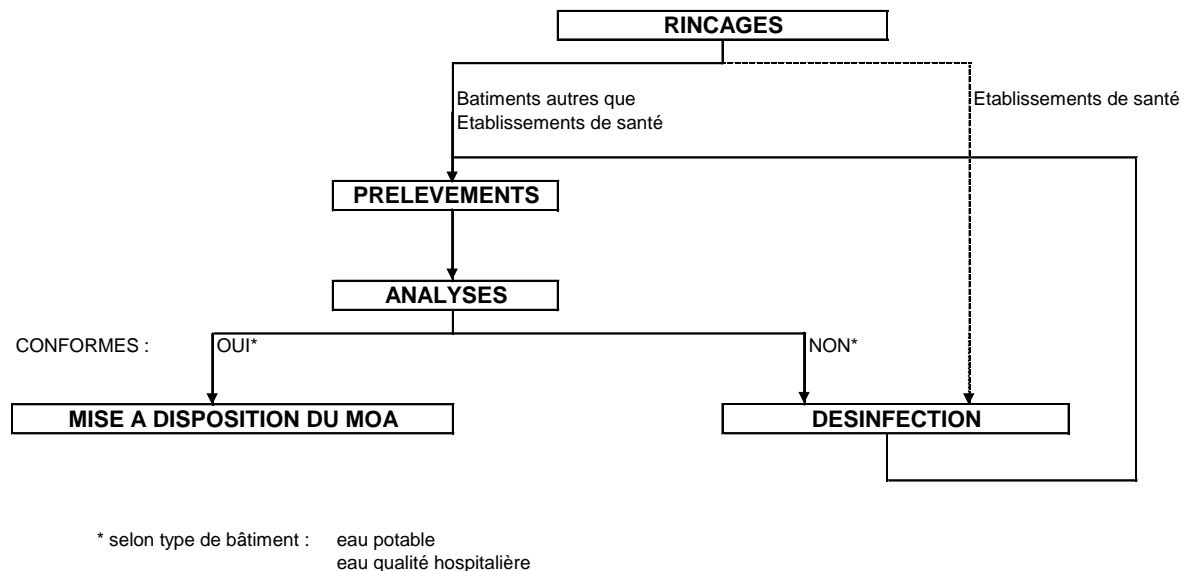 RINCAGES
Batiments autres que
Etablissements de santé
Etablissements de santé
PRELEVEMENTS
ANALYSES
CONFORMES :
OUI*
NON*
MISE A DISPOSITION DU MOA
DESINFECTION
* selon type de bâtiment : eau potable
eau qualité hospitalière